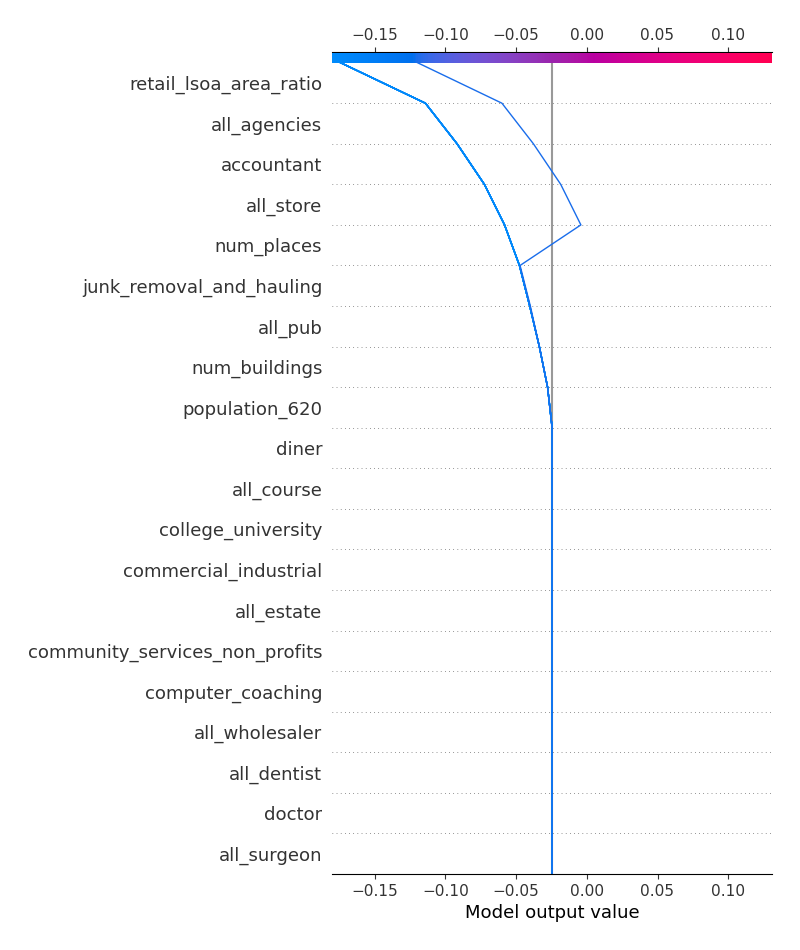 −0.15 −0.10 −0.05 0.00 0.05 0.10
retail_lsoa_area_ratio
all_agencies
accountant
all_store
num_places
junk_removal_and_hauling
all_pub
num_buildings
population_620
diner
all_course
college_university
commercial_industrial
all_estate
community_services_non_profits
computer_coaching
all_wholesaler
all_dentist
doctor
all_surgeon
−0.15 −0.10 −0.05 0.00 0.05 0.10
Model output value